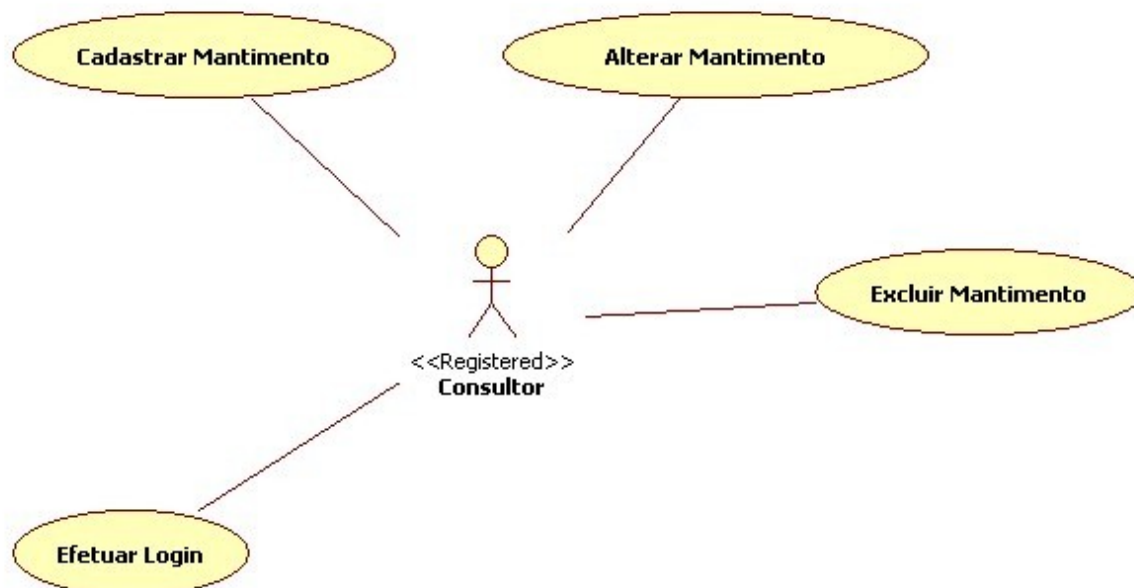 Cadastrar Mantimento
Alterar Mantimento
Excluir Mantimento
<<Registered>>
Consultor
Efetuar Login